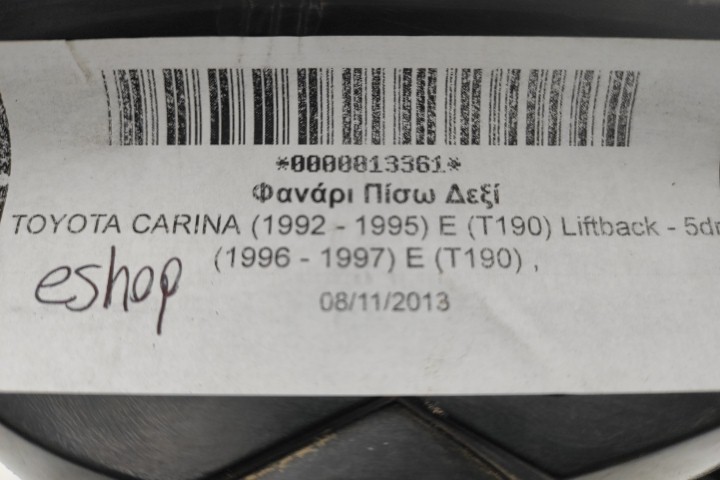 *0000813361*
Φανάρι Πίσω Δεξί
TOYOTA CARINA (1992 - 1995) E (T190) Liftback - 5dr
(1996 - 1997) E (T190) ,
eshop
08/11/2013